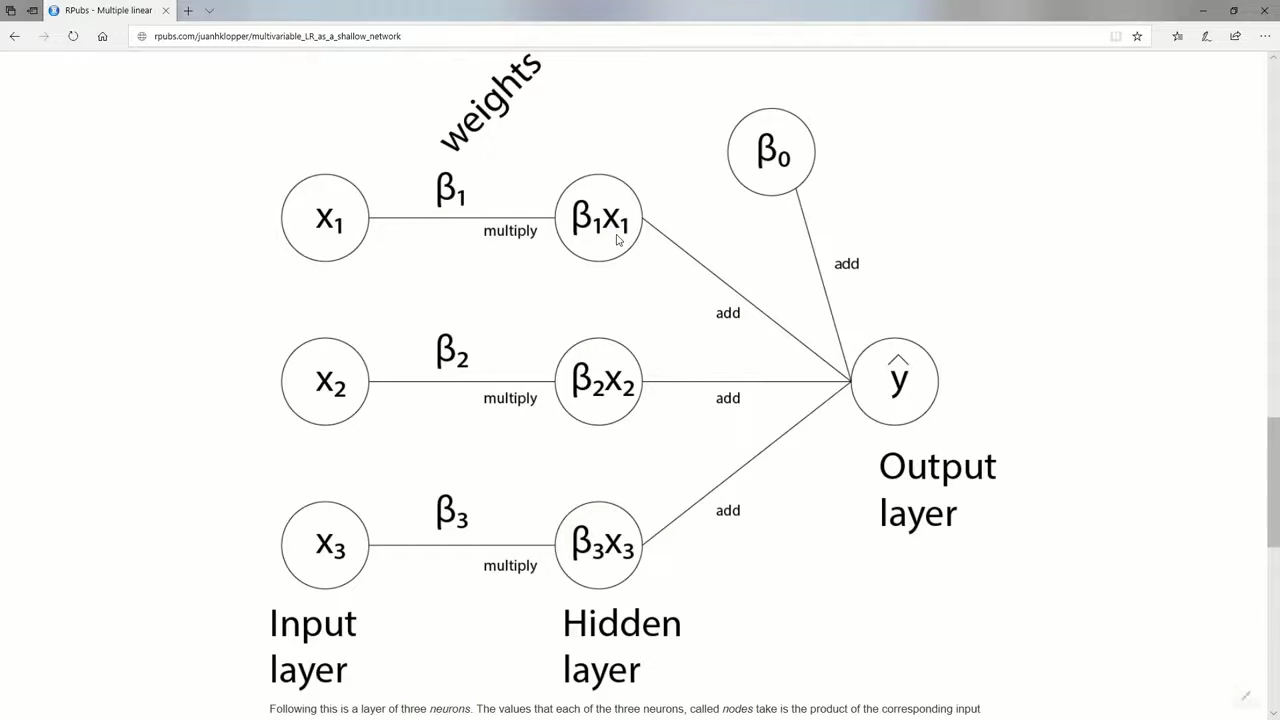 RPubs - Multiple linear
rpubs.com/juanhklopper/multivariable_LR_as_a_shallow_network
weights
β₀
x₁
β₁
multiply
β₁x₁
add
add
x₂
β₂
multiply
β₂x₂
add
ŷ
x₃
β₃
multiply
β₃x₃
add
Output
layer
Input
layer
Hidden
layer
Following this is a layer of three neurons. The values that each of the three neurons, called nodes take is the product of the corresponding input